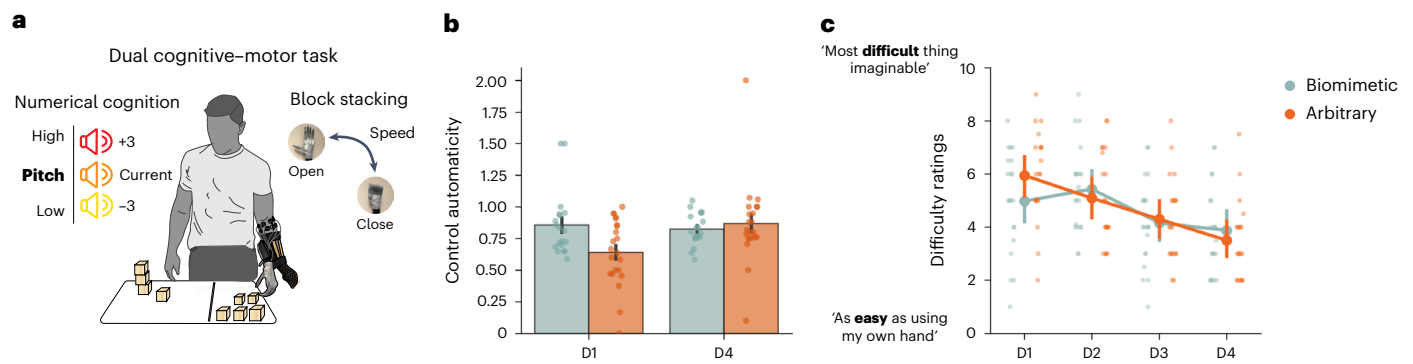 a
Dual cognitive–motor task
Numerical cognition
High
+3
Pitch
Current
Low
–3
Block stacking
Speed
Open
Close
b
Control automaticity
2.00
1.75
1.50
1.25
1.00
0.75
0.50
0.25
0
D1
D4
c
'Most difficult thing
imaginable'
Difficulty ratings
10
8
6
4
2
0
'As easy as using
my own hand'
D1
D2
D3
D4
Biomimetic
Arbitrary